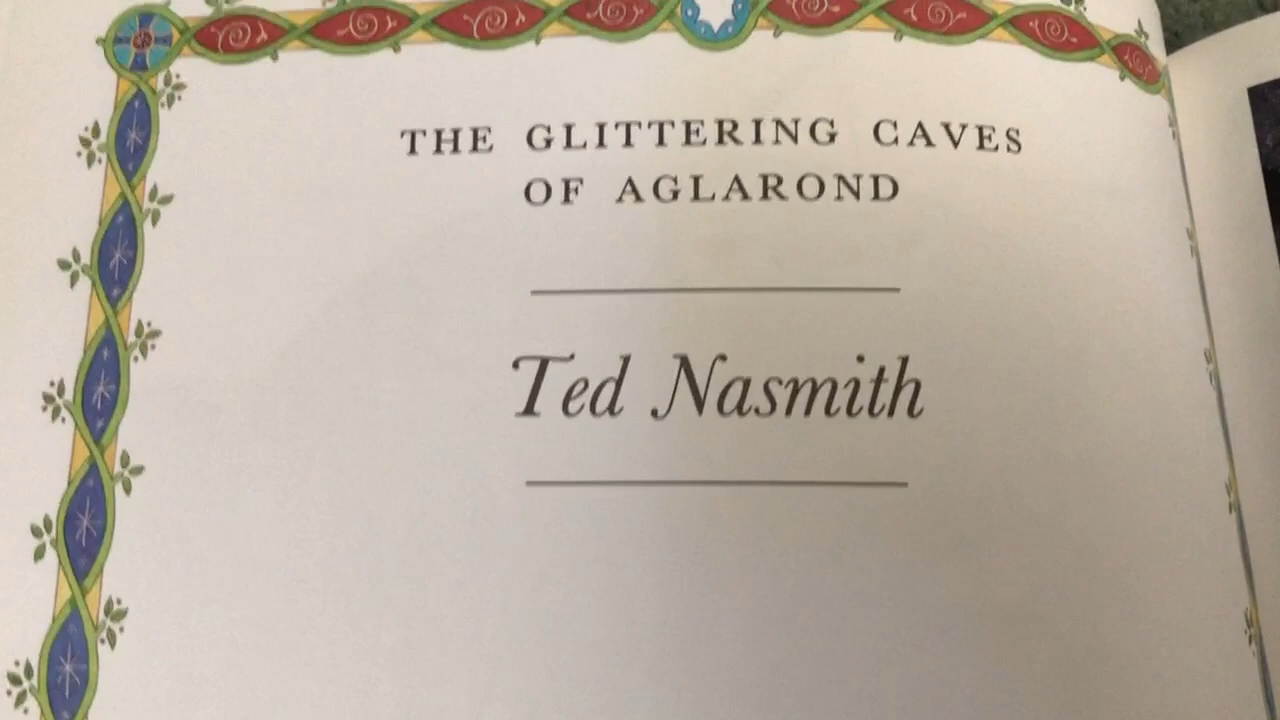 THE GLITTERING CAVES
OF AGLAROND
Ted Nasmith